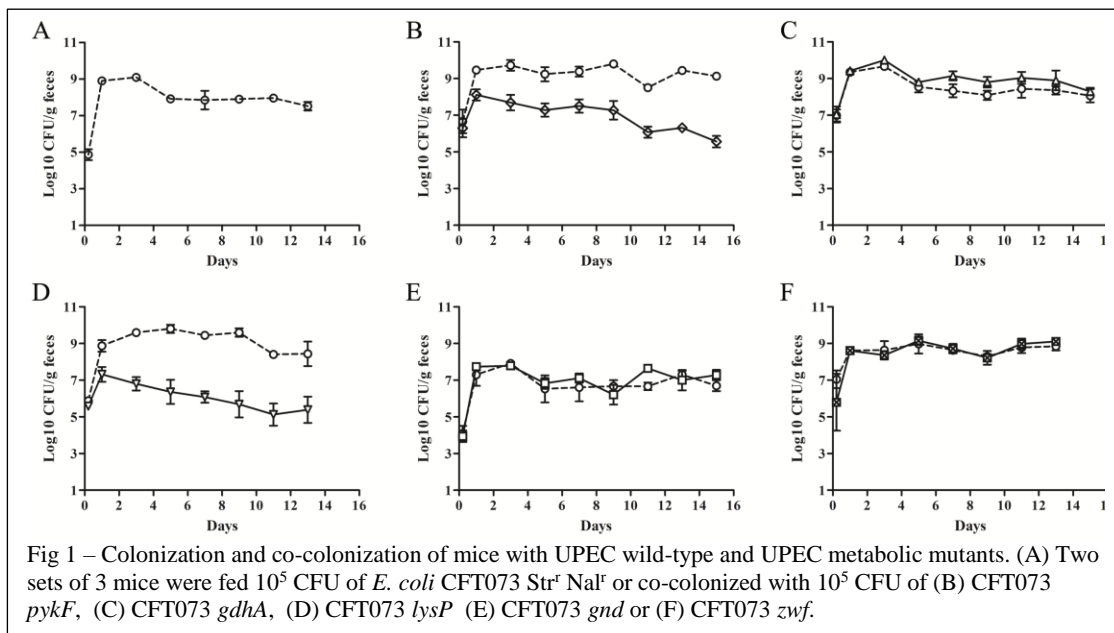 A
B
C
11
9
7
5
3
1
Log10 CFU/g feces
0 2 4 6 8 10 12 14 16
Days
11
9
7
5
3
1
Log10 CFU/g feces
0 2 4 6 8 10 12 14 16
Days
11
9
7
5
3
1
Log10 CFU/g feces
0 2 4 6 8 10 12 14
Days
D
E
F
11
9
7
5
3
1
Log10 CFU/g feces
0 2 4 6 8 10 12 14 16
Days
11
9
7
5
3
1
Log10 CFU/g feces
0 2 4 6 8 10 12 14 16
Days
11
9
7
5
3
1
Log10 CFU/g feces
0 2 4 6 8 10 12 14
Days
Fig 1 – Colonization and co-colonization of mice with UPEC wild-type and UPEC metabolic mutants. (A) Two
sets of 3 mice were fed 10⁵ CFU of E. coli CFT073 Strʳ Nalʳ or co-colonized with 10⁵ CFU of (B) CFT073
pykF, (C) CFT073 gdhA, (D) CFT073 lysP (E) CFT073 gnd or (F) CFT073 zwf.